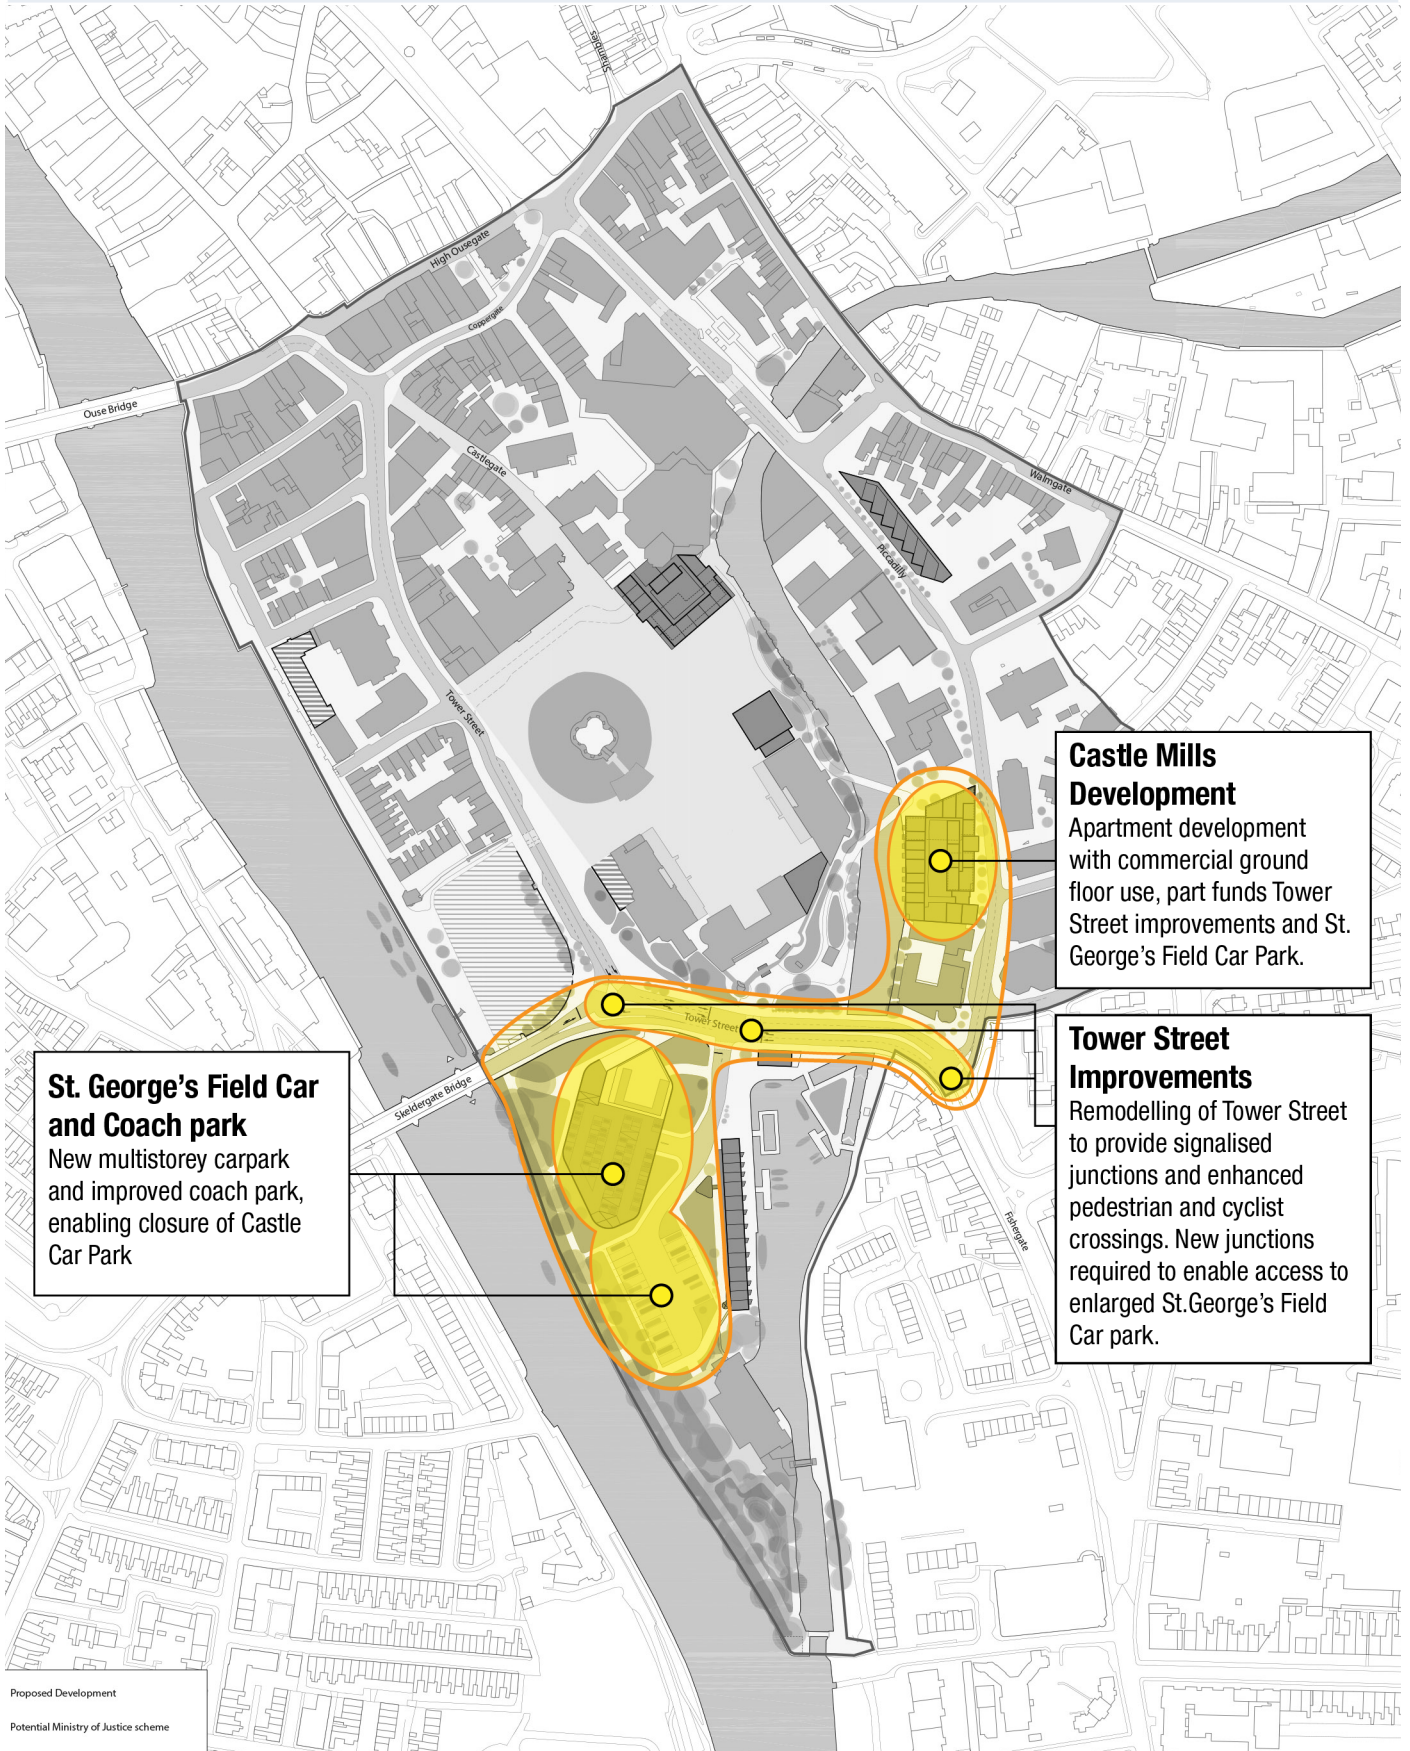 Shambles
High Ousegate
Coppergate
Ouse Bridge
Castlegate
Walmgate
Piccadilly
Tower Street
Castle Mills
Development
Apartment development
with commercial ground
floor use, part funds Tower
Street improvements and St.
George's Field Car Park.
Tower Street
Tower Street
Improvements
Remodelling of Tower Street
to provide signalised
junctions and enhanced
pedestrian and cyclist
crossings. New junctions
required to enable access to
enlarged St.George's Field
Car park.
St. George's Field Car
and Coach park
New multistorey carpark
and improved coach park,
enabling closure of Castle
Car Park
Skeldergate Bridge
Fishergate
Proposed Development
Potential Ministry of Justice scheme